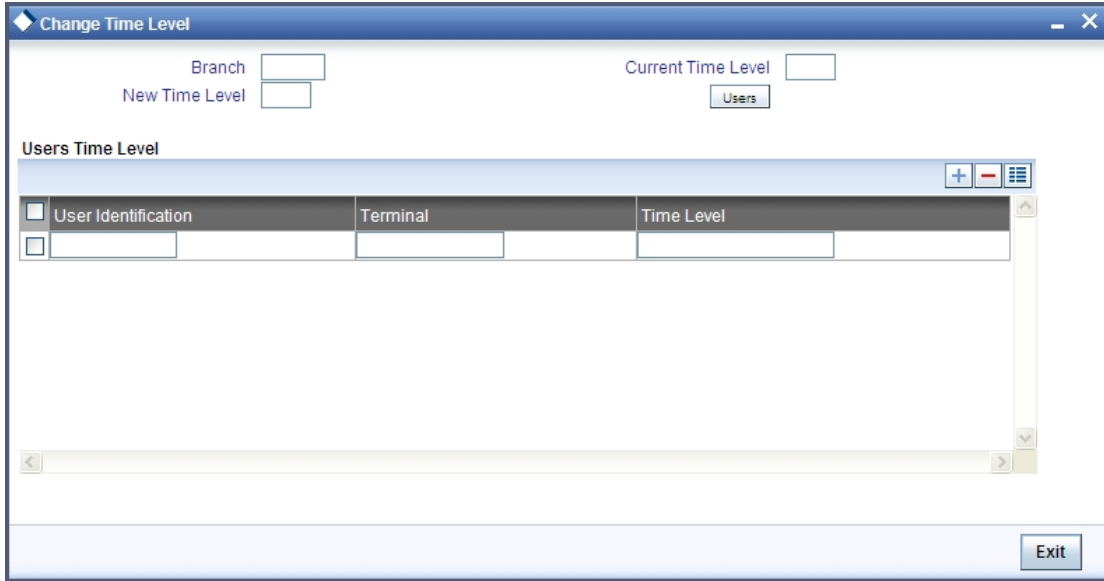 Change Time Level
Branch
Current Time Level
New Time Level
Users
Users Time Level
User Identification Terminal Time Level
Exit